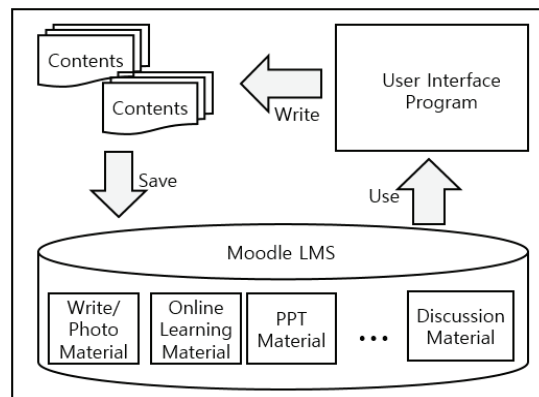 Contents
Contents
User Interface
Program
Write
Save
Use
Moodle LMS
Write/
Photo
Material
Online
Learning
Material
PPT
Material
...
Discussion
Material